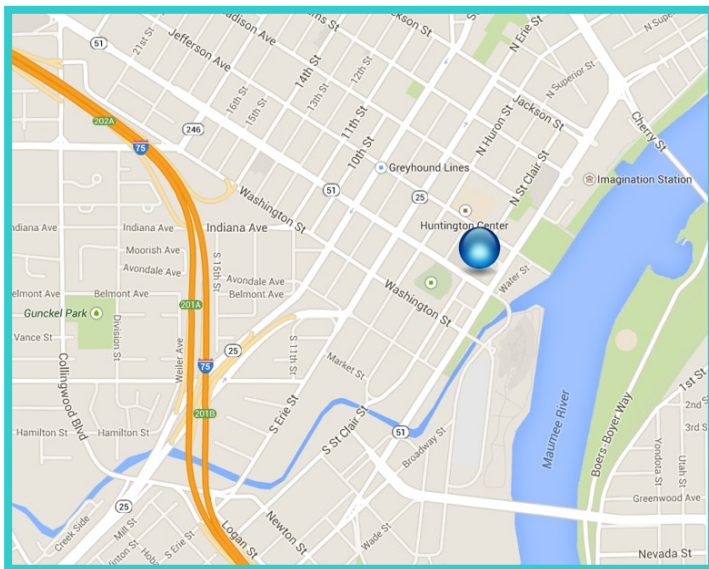 51
21st St
Jefferson Ave
Madison Ave
Jackson St
N Erie St
14th St
12th St
13th St
16th St
15th St
N Superior St
202A
246
75
11th St
10th St
N Huron St
Jackson St
Cherry St
Greyhound Lines
Washington St
51
25
N St Clair St
Imagination Station
Indiana Ave
Indiana Ave
Huntington Center
Moorish Ave
Avondale Ave
S 15th St
Avondale Ave
Belmont Ave
Belmont Ave
Water St
Washington St
Gunckel Park
201A
Vance St
Division St
Weiler Ave
25
S 11th St
Market St
75
Collingwood Blvd
1st St
2nd S
3rd S
Maumee River
Boers-Boyer Way
201B
S Erie St
S St Clair St
Hamilton St
Hamilton St
51
Broadway St
Yondota St
Utah St
25
Greenwood Ave
Creek Side
Mill St
S Erie St
Logan St
Newton St
Wade St
Nevada St